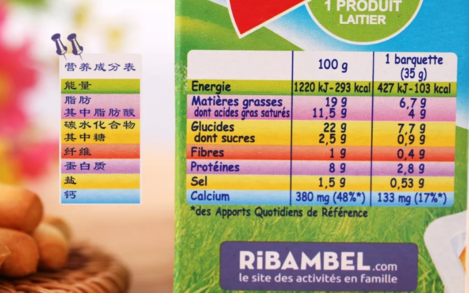 1 PRODUIT
LAITIER
营养成分表
能量
脂肪
其中脂肪酸
碳水化合物
其中糖
纤维
蛋白质
盐
钙
100 g 1 barquette
(35 g)
Energie 1220 kJ-293 kcal 427 kJ-103 kcal
Matières grasses 19 g 6,7 g
dont acides gras saturés 11,5 g 4 g
Glucides 22 g 7,7 g
dont sucres 2,5 g 0,9 g
Fibres 1 g 0,4 g
Protéines 8 g 2,8 g
Sel 1,5 g 0,53 g
Calcium 380 mg (48%*) 133 mg (17%*)
*des Apports Quotidiens de Référence
RiBAMBEL.com
le site des activités en famille